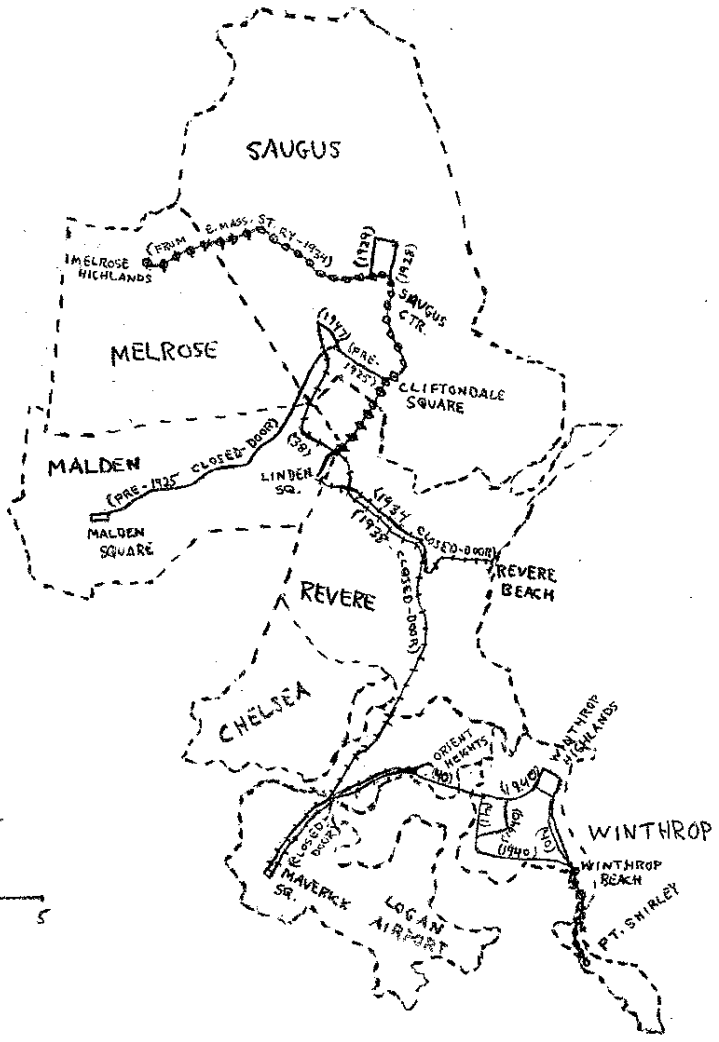 SAUGUS
(FROM E. MASS. ST. RY-1934)
MELROSE
HIGHLANDS
(1929)
(1928)
SAUGUS
CTR.
(1947)
(PRE-
1925)
MELROSE
CLIFTONDALE
SQUARE
(38)
MALDEN
(PRE-1925 CLOSED-DOOR)
LINDEN
SQ.
MALDEN
SQUARE
(1934 CLOSED-DOOR)
(1938-CLOSED-DOOR)
REVERE
BEACH
REVERE
CHELSEA
ORIENT
HEIGHTS
(40)
WINTHROP
HIGHLANDS
(1940)
(1940)
(40)
(1940)
WINTHROP
(CLOSED-
DOOR)
MAVERICK
SQ.
WINTHROP
BEACH
LOGAN
AIRPORT
PT. SHIRLEY
5